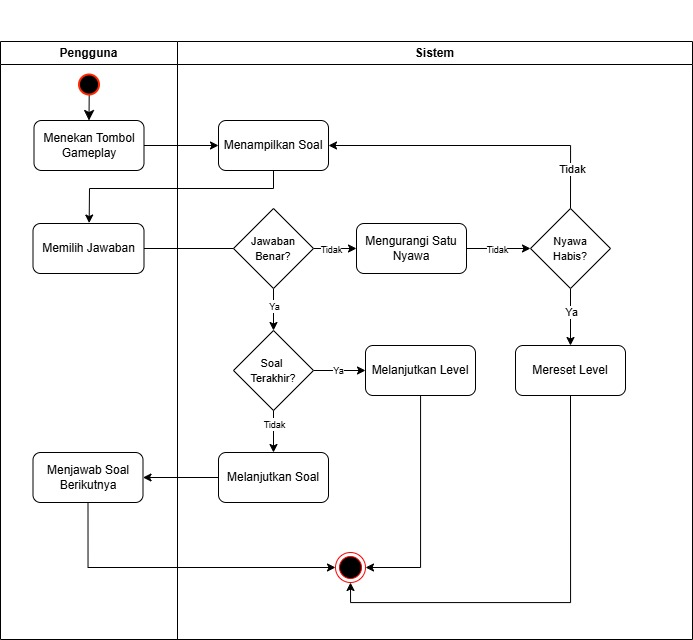 Pengguna
Sistem
Menekan Tombol
Gameplay
Menampilkan Soal
Tidak
Memilih Jawaban
Jawaban
Benar?
Tidak
Mengurangi Satu
Nyawa
Tidak
Nyawa
Habis?
Ya
Ya
Soal
Terakhir?
Ya
Melanjutkan Level
Mereset Level
Tidak
Menjawab Soal
Berikutnya
Melanjutkan Soal